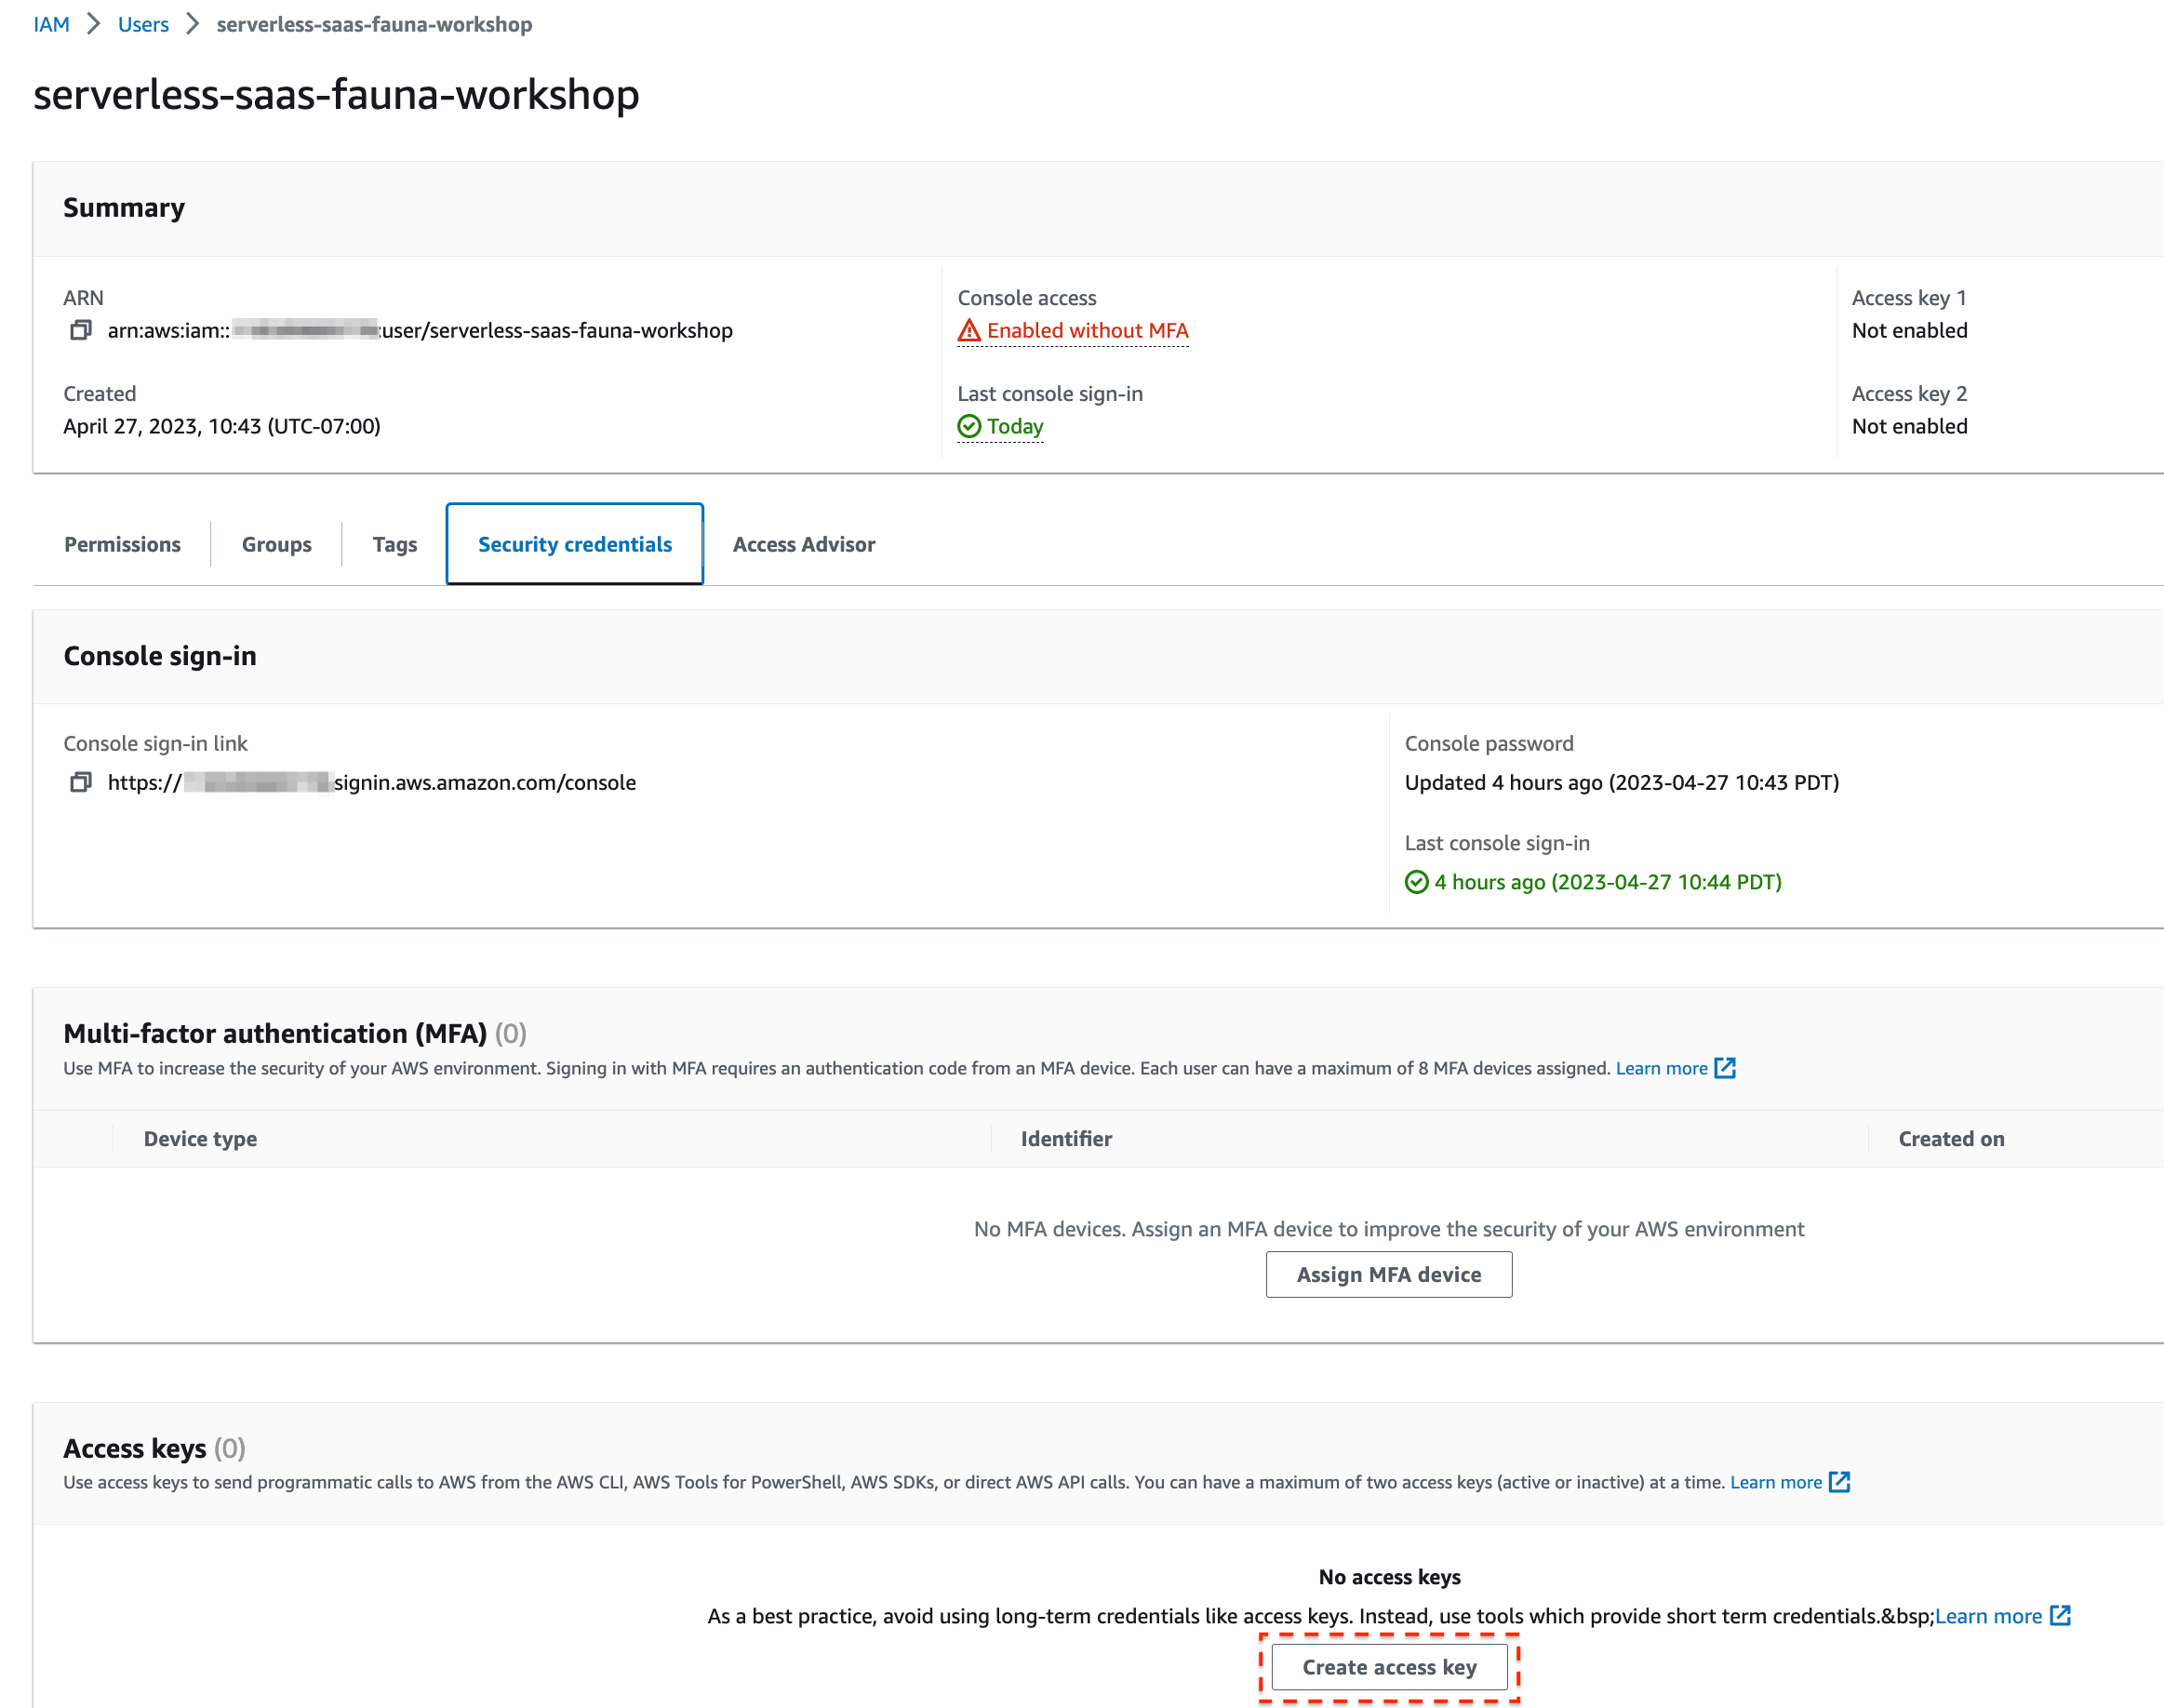 IAM > Users > serverless-saas-fauna-workshop
serverless-saas-fauna-workshop
Summary
ARN
arn:aws:iam:: :user/serverless-saas-fauna-workshop
Created
April 27, 2023, 10:43 (UTC-07:00)
Console access
Enabled without MFA
Last console sign-in
Today
Access key 1
Not enabled
Access key 2
Not enabled
Permissions
Groups
Tags
Security credentials
Access Advisor
Console sign-in
Console sign-in link
https:// signin.aws.amazon.com/console
Console password
Updated 4 hours ago (2023-04-27 10:43 PDT)
Last console sign-in
4 hours ago (2023-04-27 10:44 PDT)
Multi-factor authentication (MFA) (0)
Use MFA to increase the security of your AWS environment. Signing in with MFA requires an authentication code from an MFA device. Each user can have a maximum of 8 MFA devices assigned. Learn more
Device type
Identifier
Created on
No MFA devices. Assign an MFA device to improve the security of your AWS environment
Assign MFA device
Access keys (0)
Use access keys to send programmatic calls to AWS from the AWS CLI, AWS Tools for PowerShell, AWS SDKs, or direct AWS API calls. You can have a maximum of two access keys (active or inactive) at a time. Learn more
No access keys
As a best practice, avoid using long-term credentials like access keys. Instead, use tools which provide short term credentials.&bsp;Learn more
Create access key